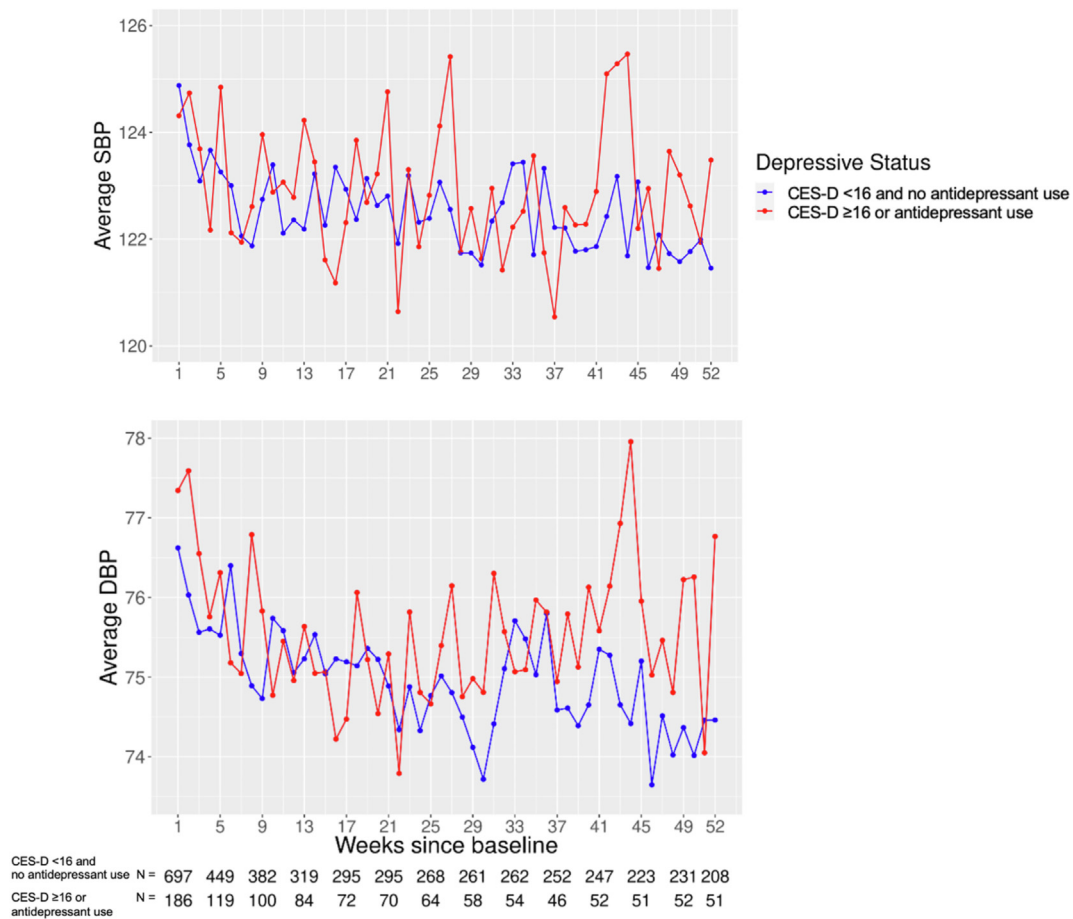 126
124
122
120
Average SBP
1 5 9 13 17 21 25 29 33 37 41 45 49 52
Depressive Status
CES-D <16 and no antidepressant use
CES-D ≥16 or antidepressant use
78
77
76
75
74
Average DBP
1 5 9 13 17 21 25 29 33 37 41 45 49 52
Weeks since baseline
CES-D <16 and
no antidepressant use N = 697 449 382 319 295 295 268 261 262 252 247 223 231 208
CES-D ≥16 or N = 186 119 100 84 72 70 64 58 54 46 52 51 52 51
antidepressant use